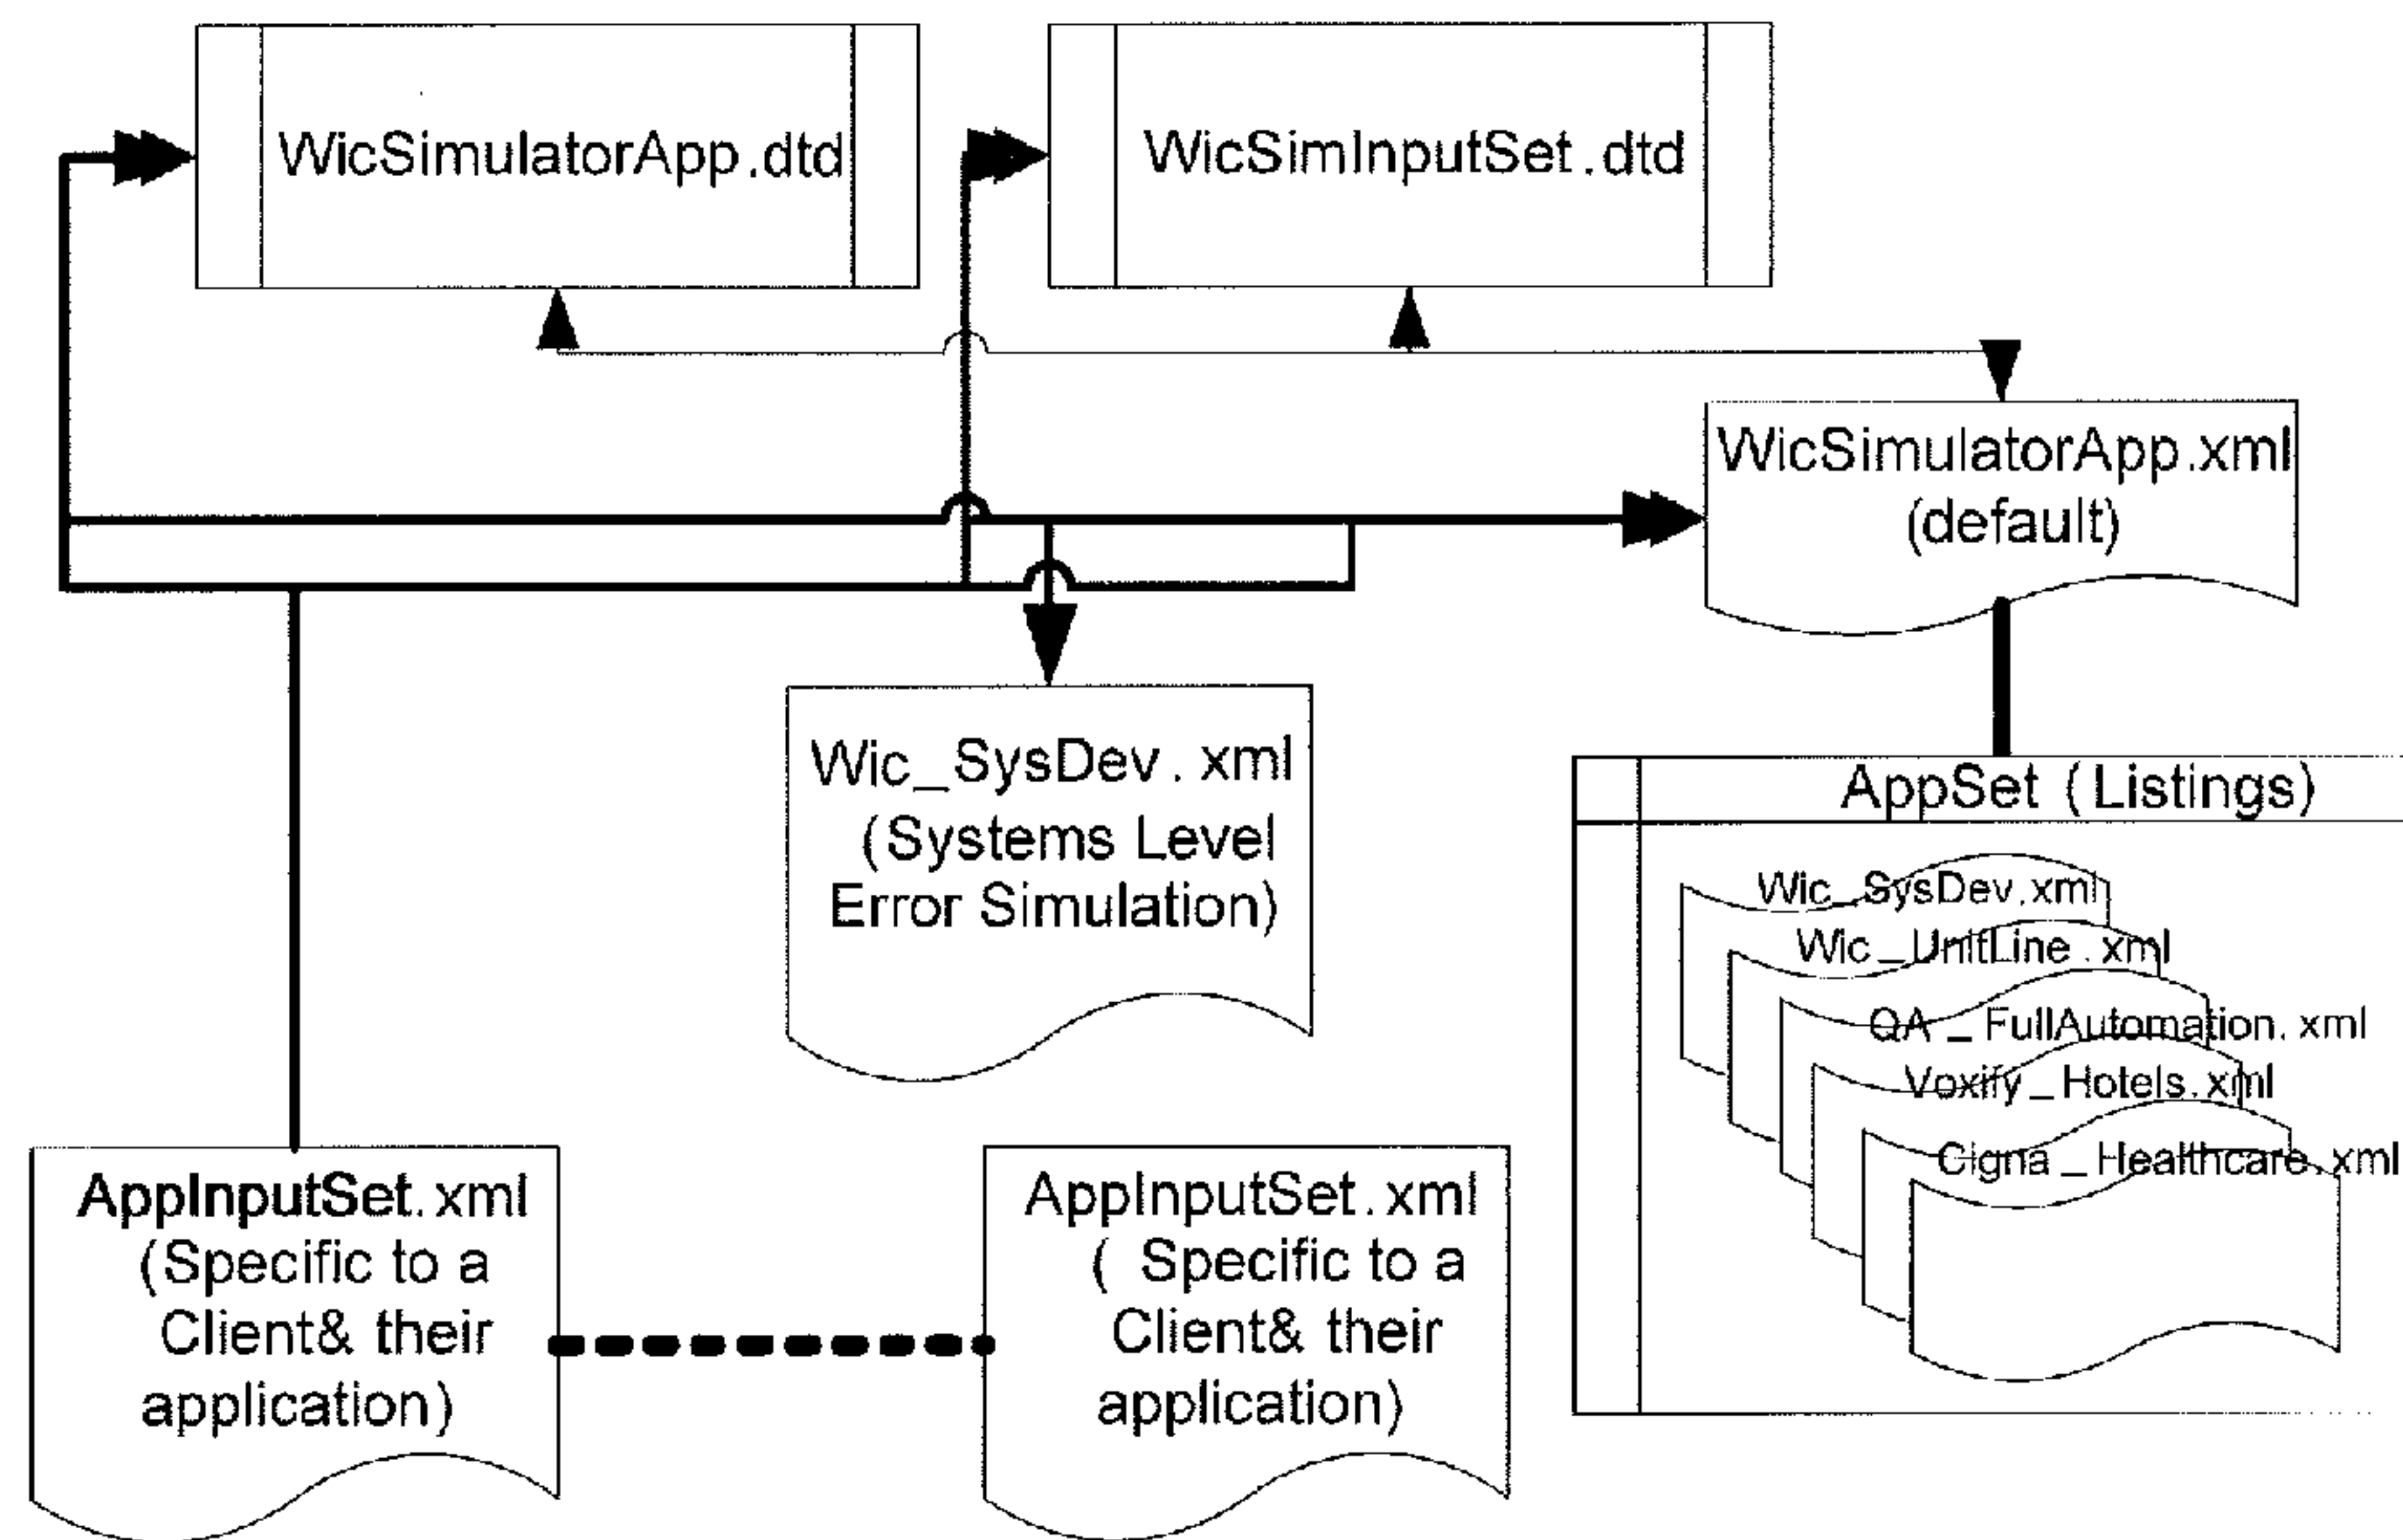 WicSimulatorApp.dtd
WicSimInputSet.dtd
WicSimulatorApp.xml
(default)
Wic_SysDev.xml
(Systems Level
Error Simulation)
AppSet (Listings)
Wic_SysDev.xml
Wic_UnitLine.xml
QA_FullAutomation.xml
Voxify_Hotels.xml
Cigna_Healthcare.xml
AppInputSet.xml
(Specific to a
Client& their
application)
AppInputSet.xml
( Specific to a
Client& their
application)